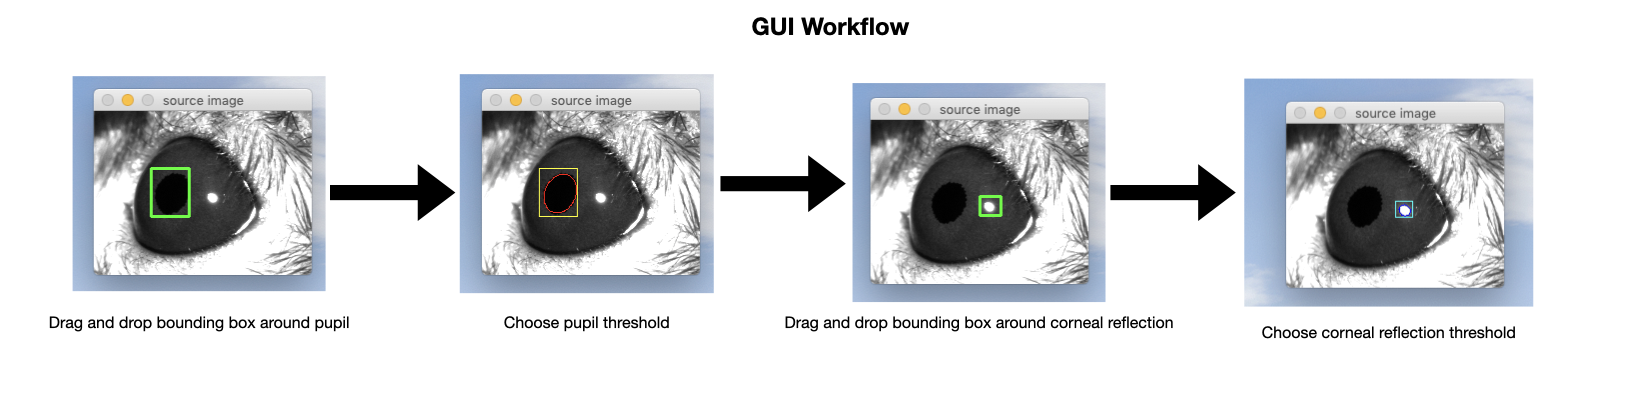 GUI Workflow
source image
source image
source image
source image
Drag and drop bounding box around pupil
Choose pupil threshold
Drag and drop bounding box around corneal reflection
Choose corneal reflection threshold